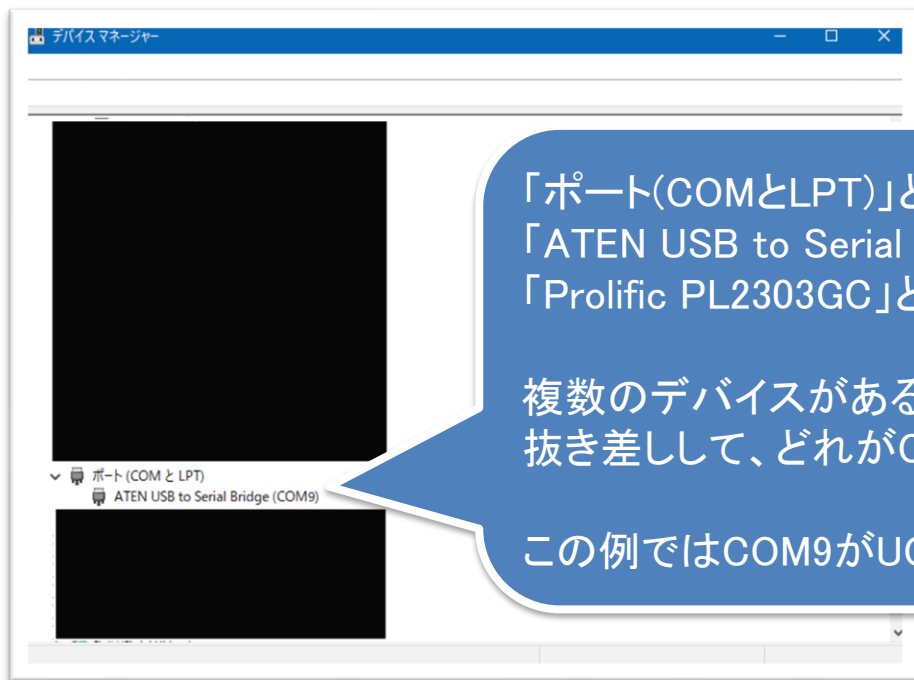 デバイス マネージャー
ポート (COM と LPT)
ATEN USB to Serial Bridge (COM9)
「ポート(COMとLPT)」と
「ATEN USB to Serial
「Prolific PL2303GC」と
複数のデバイスがある
抜き差しして、どれがC
この例ではCOM9がUC